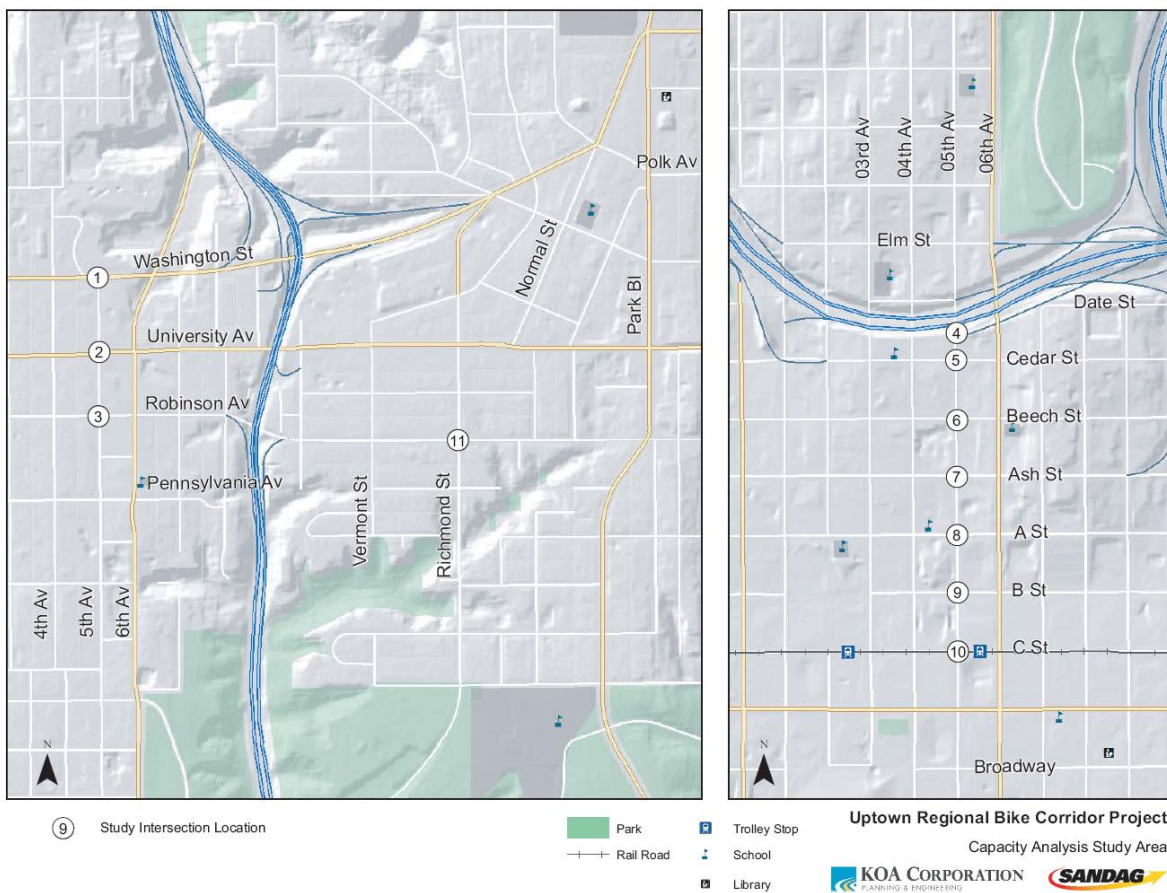 Polk Av
Washington St
1
Normal St
Park Bl
University Av
2
Robinson Av
3
11
Pennsylvania Av
Vermont St
Richmond St
4th Av
5th Av
6th Av
N
03rd Av
04th Av
05th Av
06th Av
Elm St
Date St
4
5
Cedar St
6
Beech St
7
Ash St
8
A St
9
B St
10
C St
Broadway
N
9
Study Intersection Location
Park
Rail Road
Trolley Stop
School
Library
Uptown Regional Bike Corridor Project
Capacity Analysis Study Area
KOA CORPORATION
PLANNING & ENGINEERING
SANDAG